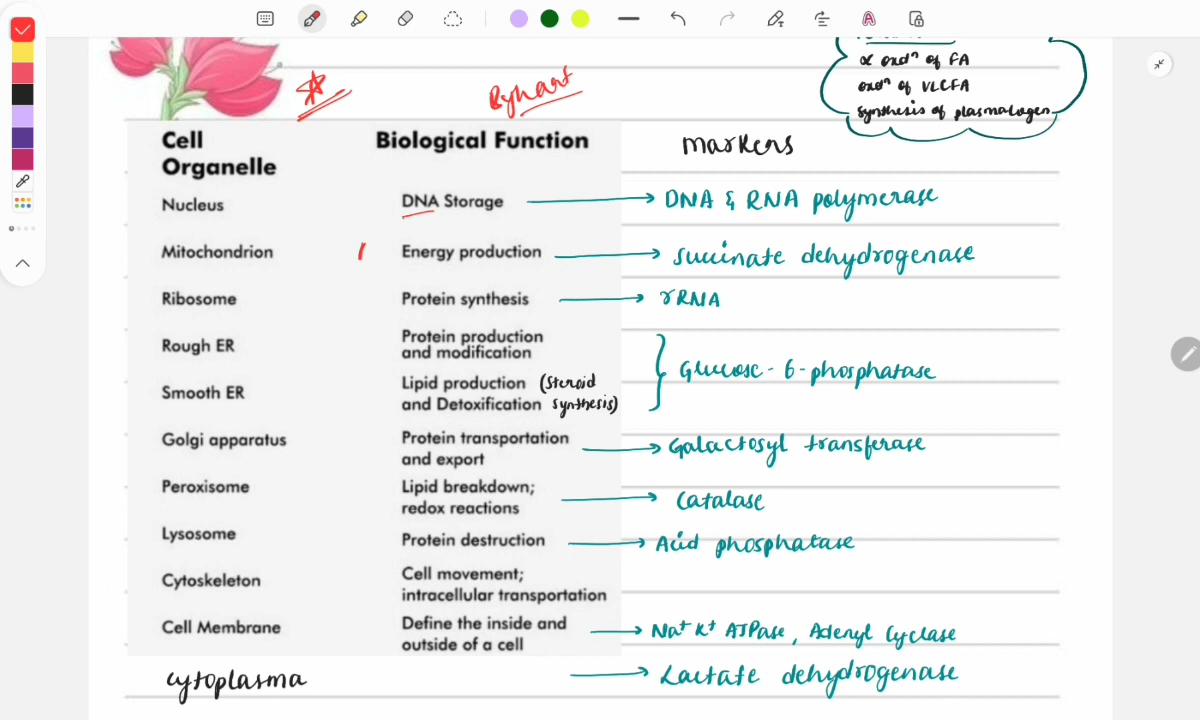 α oxdⁿ of FA
oxdⁿ of VLCFA
synthesis of plasmalogen
Byheart
Cell Organelle
Biological Function
markers
Nucleus
DNA Storage
DNA & RNA polymerase
Mitochondrion
Energy production
Succinate dehydrogenase
Ribosome
Protein synthesis
rRNA
Rough ER
Protein production
and modification
Glucose-6-phosphatase
Smooth ER
Lipid production (Steroid
and Detoxification synthesis)
Golgi apparatus
Protein transportation
and export
Galactosyl transferase
Peroxisome
Lipid breakdown;
redox reactions
Catalase
Lysosome
Protein destruction
Acid phosphatase
Cytoskeleton
Cell movement;
intracellular transportation
Cell Membrane
Define the inside and
outside of a cell
Na⁺ K⁺ ATPase, Adenyl cyclase
cytoplasma
Lactate dehydrogenase